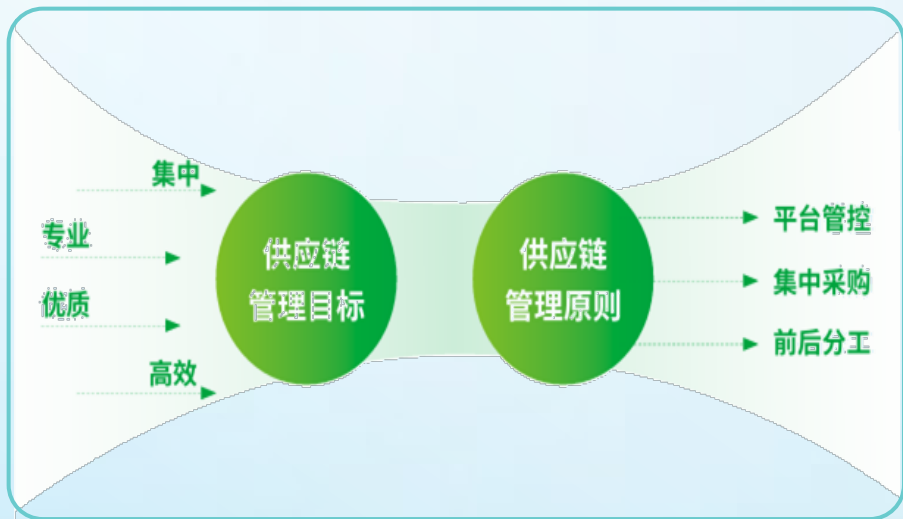 集中
专业
优质
高效
供应链
管理目标
供应链
管理原则
平台管控
集中采购
前后分工